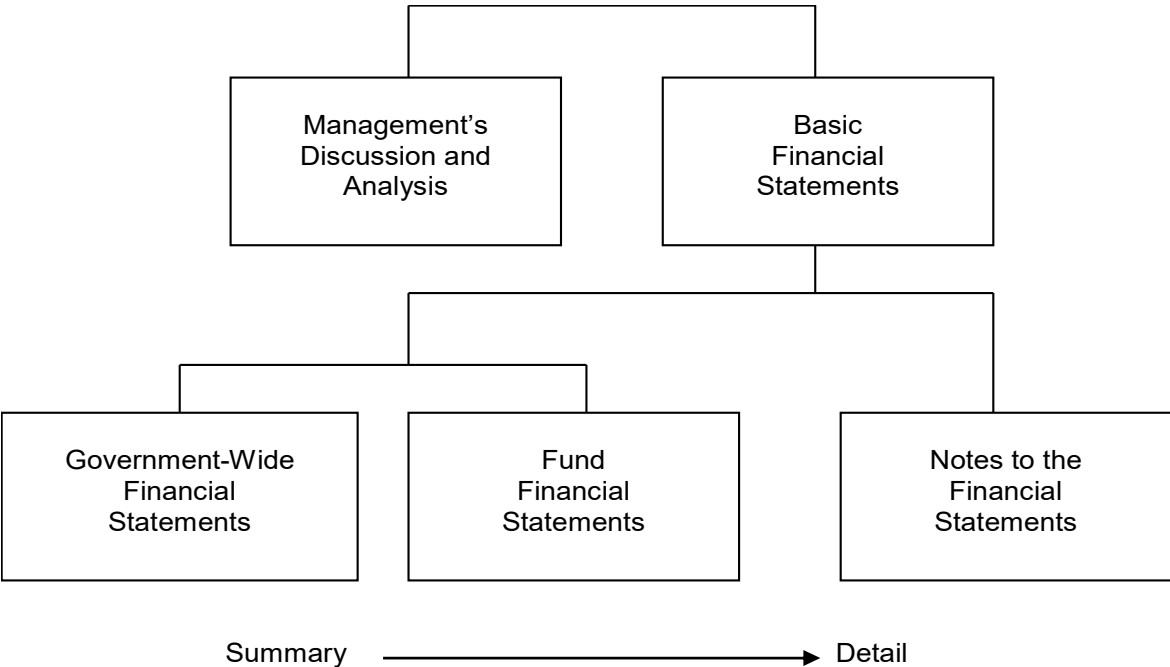 Management’s
Discussion and
Analysis
Basic
Financial
Statements
Government-Wide
Financial
Statements
Fund
Financial
Statements
Notes to the
Financial
Statements
Summary
Detail